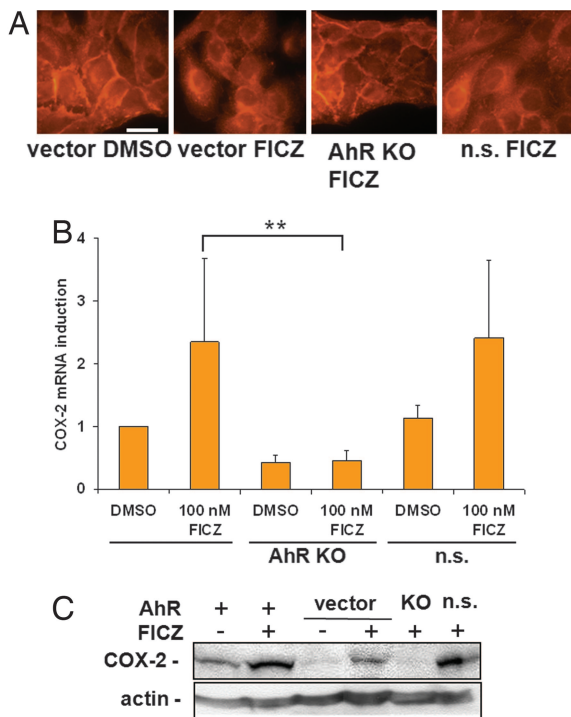 A
vector DMSO vector FICZ AhR KO n.s. FICZ
FICZ
B
**
4
3
2
1
0
COX-2 mRNA induction
DMSO 100 nM DMSO 100 nM DMSO 100 nM
FICZ FICZ FICZ
AhR KO n.s.
C
AhR + + vector KO n.s.
FICZ - + - + + +
COX-2 -
actin -